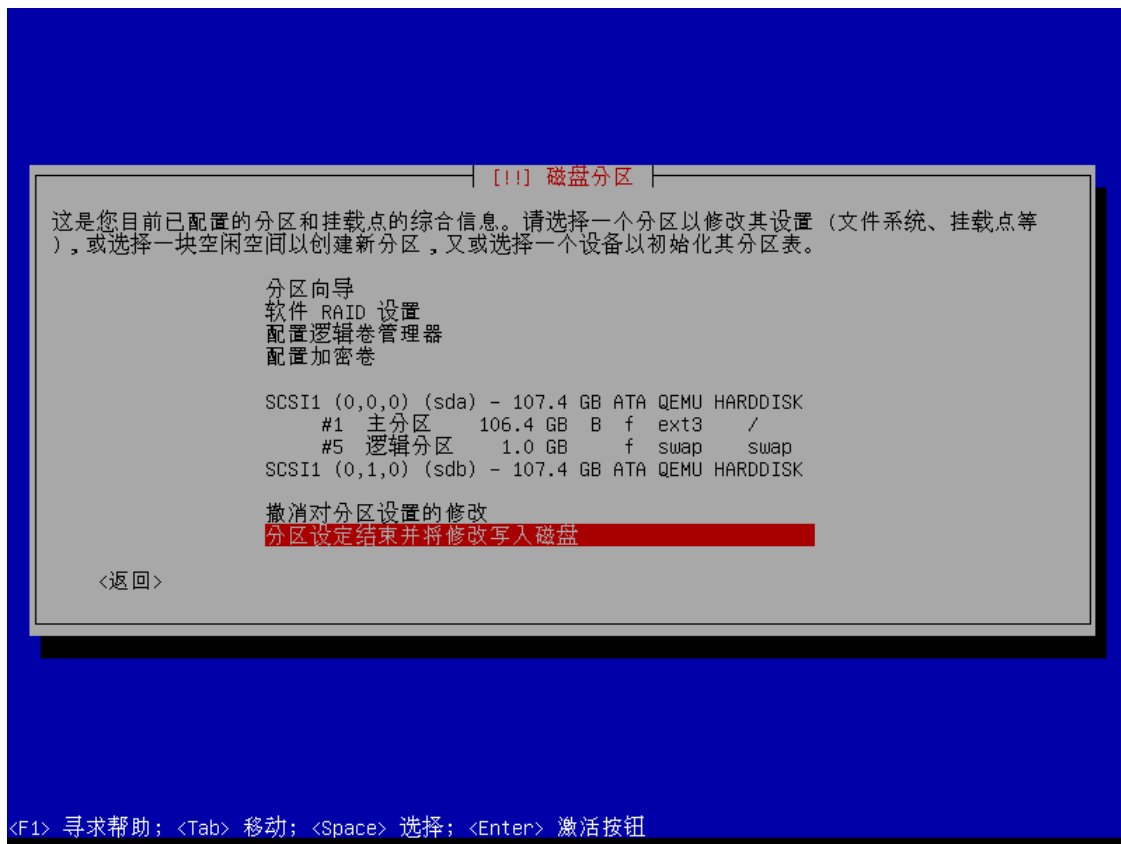 [!!] 磁盘分区
这是您目前已配置的分区和挂载点的综合信息。请选择一个分区以修改其设置 (文件系统、挂载点等
),或选择一块空闲空间以创建新分区,又或选择一个设备以初始化其分区表。
分区向导
软件 RAID 设置
配置逻辑卷管理器
配置加密卷
SCSI1 (0,0,0) (sda) - 107.4 GB ATA QEMU HARDDISK
#1 主分区 106.4 GB B f ext3 /
#5 逻辑分区 1.0 GB f swap swap
SCSI1 (0,1,0) (sdb) - 107.4 GB ATA QEMU HARDDISK
撤消对分区设置的修改
分区设定结束并将修改写入磁盘
<返回>
<F1> 寻求帮助; <Tab> 移动; <Space> 选择; <Enter> 激活按钮